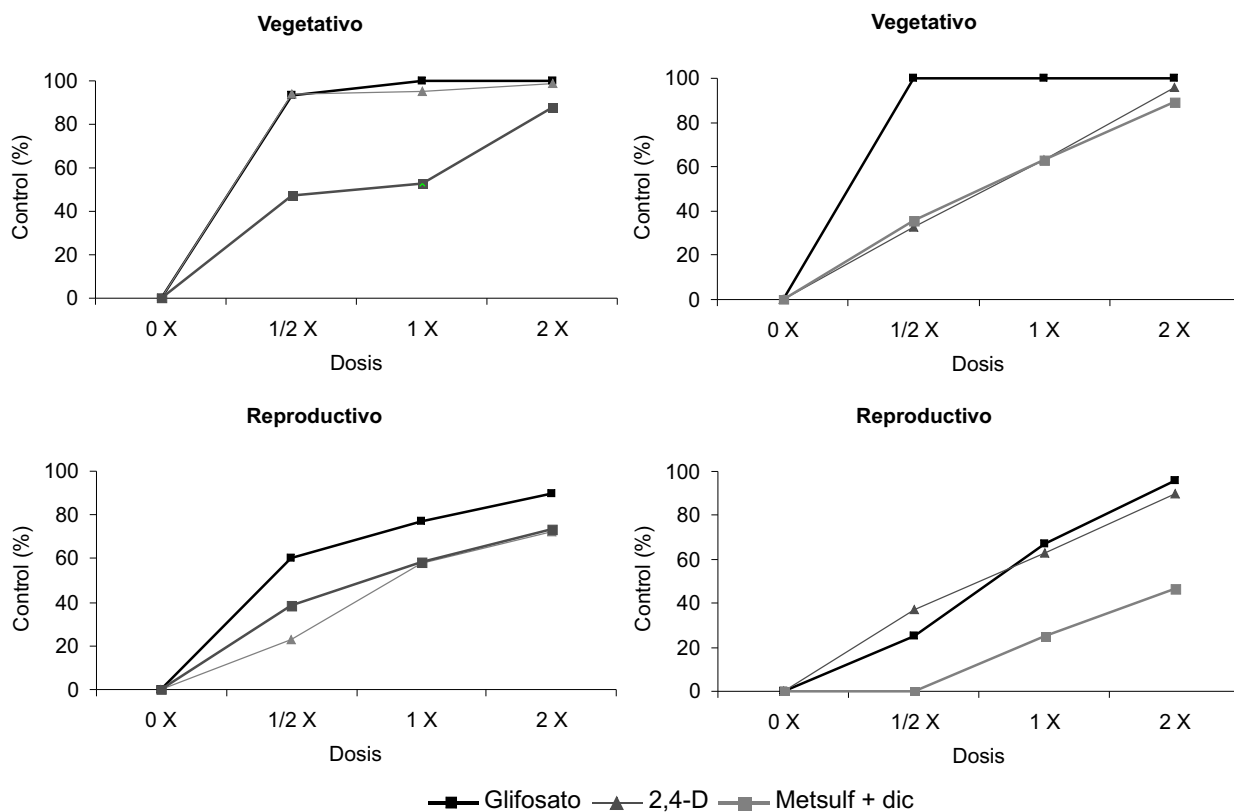 Vegetativo
100
80
60
40
20
0
Control (%)
0 X 1/2 X 1 X 2 X
Dosis
Vegetativo
100
80
60
40
20
0
Control (%)
0 X 1/2 X 1 X 2 X
Dosis
Reproductivo
100
80
60
40
20
0
Control (%)
0 X 1/2 X 1 X 2 X
Dosis
Reproductivo
100
80
60
40
20
0
Control (%)
0 X 1/2 X 1 X 2 X
Dosis
Glifosato 2,4-D Metsulf + dic